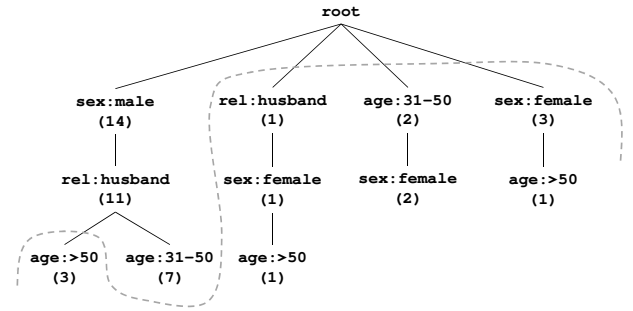 root
sex:male rel:husband age:31-50 sex:female
(14) (1) (2) (3)
rel:husband sex:female sex:female age:>50
(11) (1) (2) (1)
age:>50 age:31-50 age:>50
(3) (7) (1)